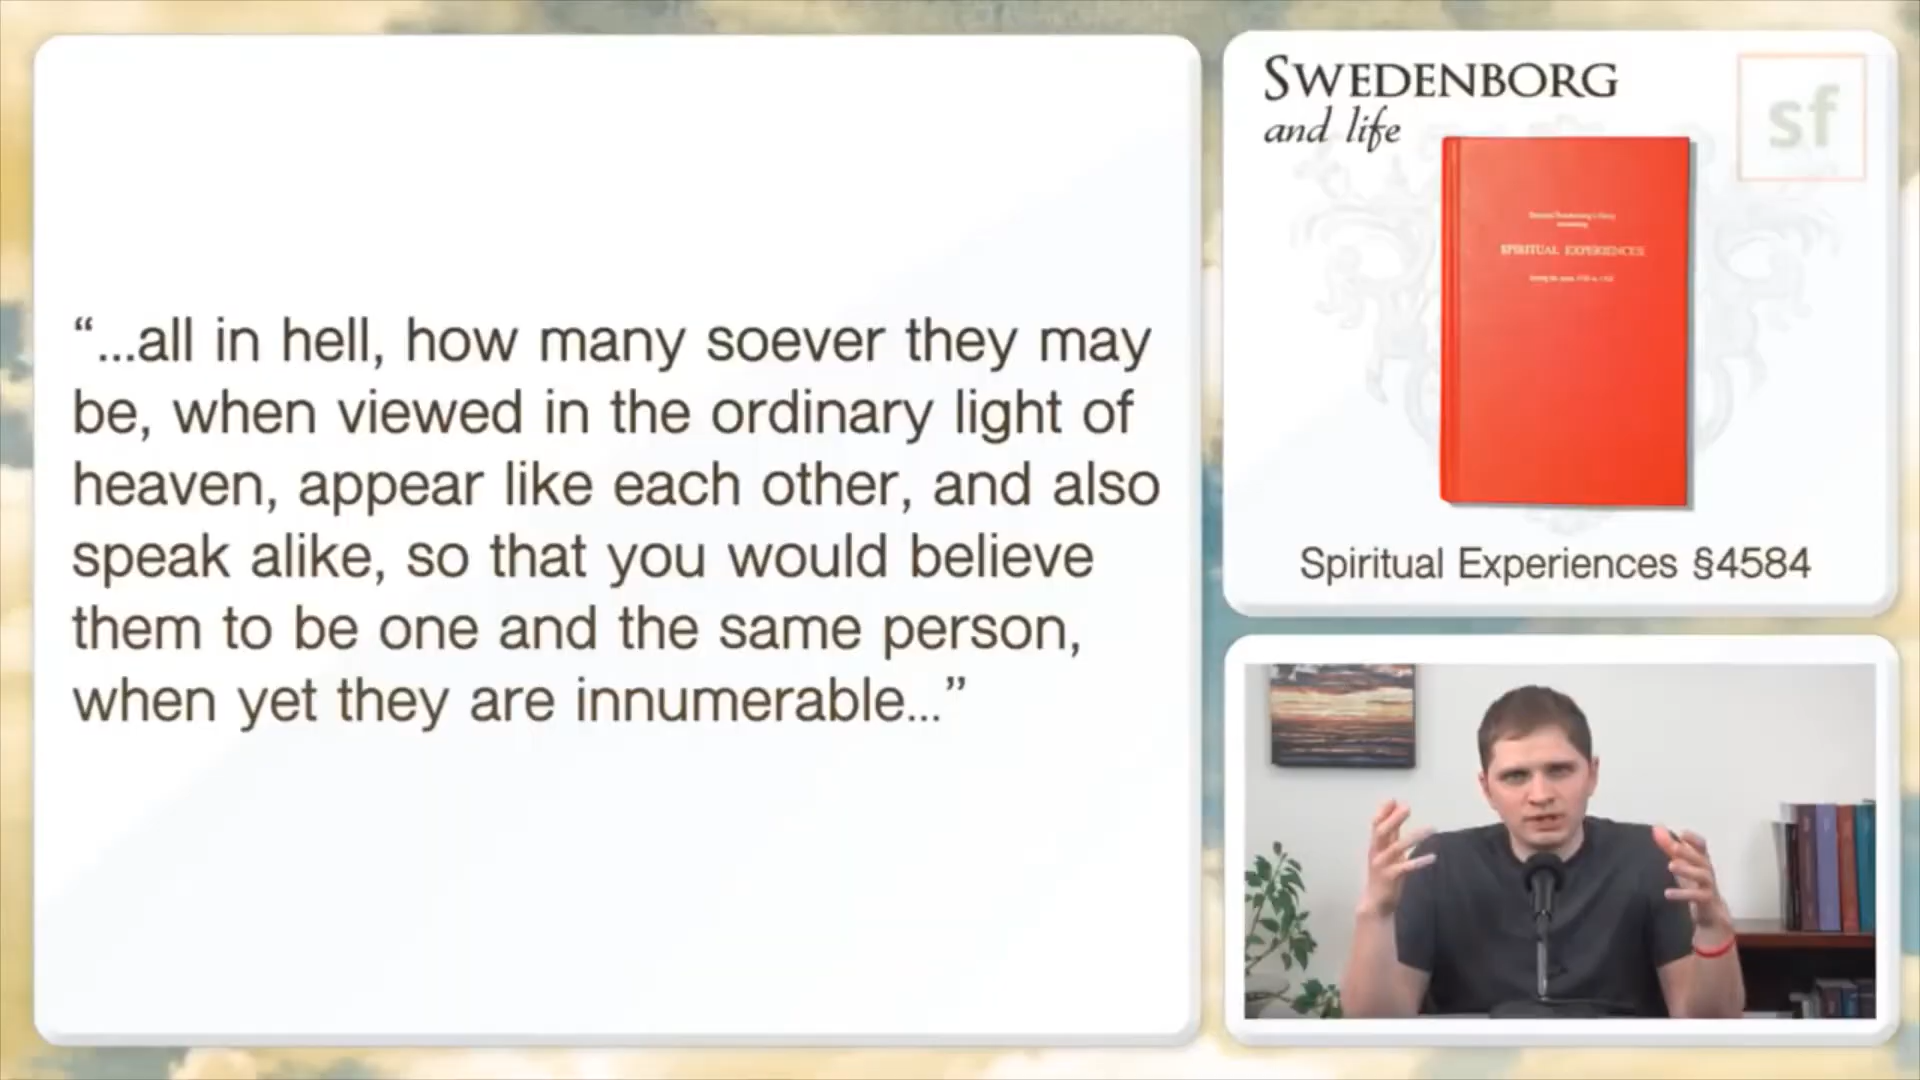 “...all in hell, how many soever they may
be, when viewed in the ordinary light of
heaven, appear like each other, and also
speak alike, so that you would believe
them to be one and the same person,
when yet they are innumerable...”
SWEDENBORG
and life
sf
SPIRITUAL EXPERIENCES
Spiritual Experiences §4584